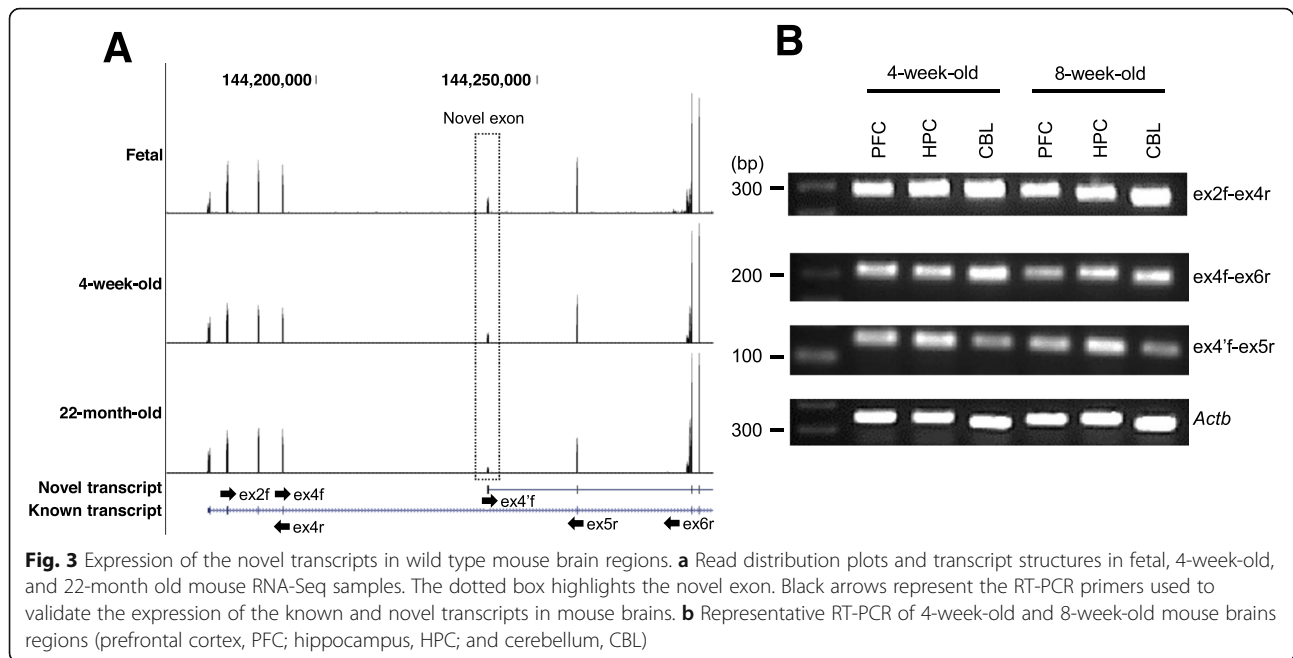 A
144,200,000
144,250,000
Novel exon
Fetal
4-week-old
22-month-old
Novel transcript
Known transcript
ex2f
ex4f
ex4'f
ex4r
ex5r
ex6r
B
4-week-old
8-week-old
PFC
HPC
CBL
PFC
HPC
CBL
(bp)
300
ex2f-ex4r
200
ex4f-ex6r
100
ex4'f-ex5r
300
Actb
Fig. 3 Expression of the novel transcripts in wild type mouse brain regions. a Read distribution plots and transcript structures in fetal, 4-week-old,
and 22-month old mouse RNA-Seq samples. The dotted box highlights the novel exon. Black arrows represent the RT-PCR primers used to
validate the expression of the known and novel transcripts in mouse brains. b Representative RT-PCR of 4-week-old and 8-week-old mouse brains
regions (prefrontal cortex, PFC; hippocampus, HPC; and cerebellum, CBL)